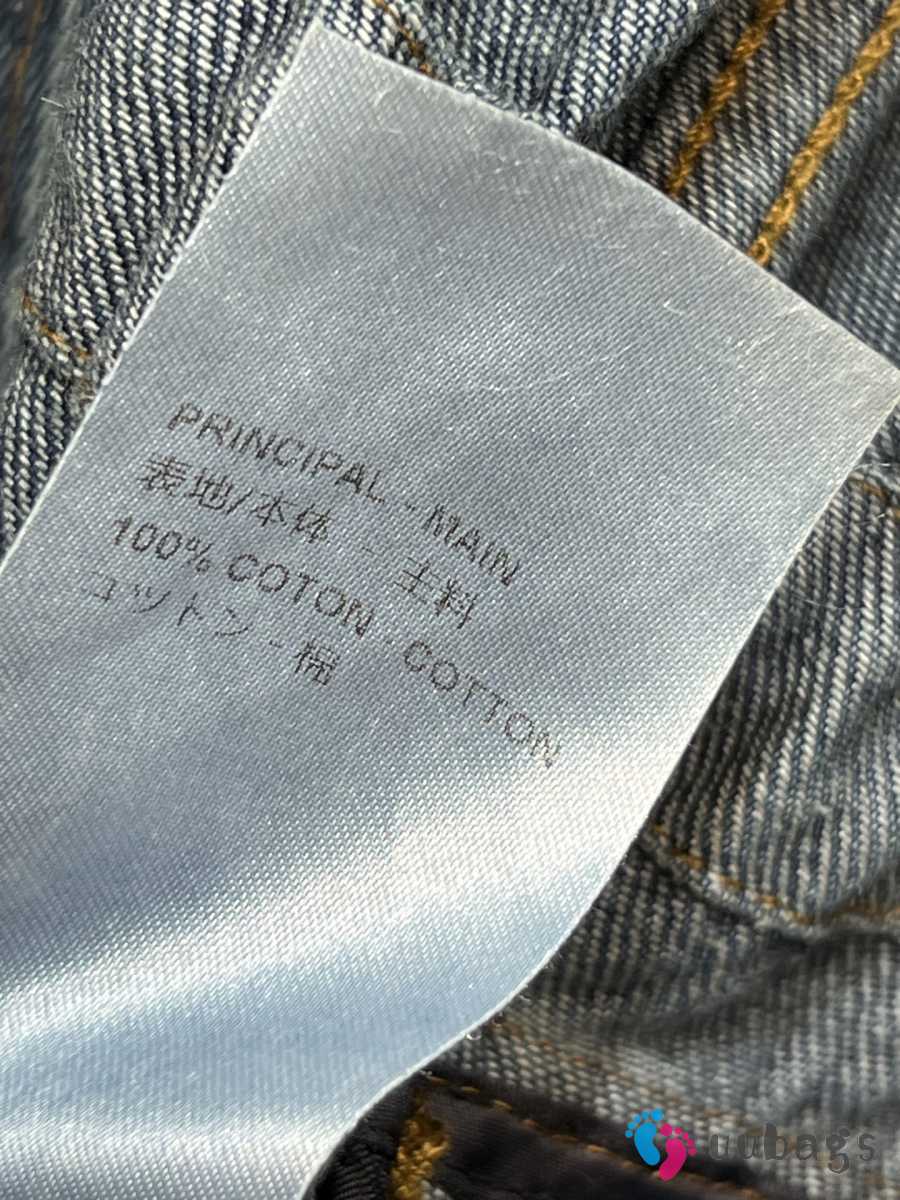 PRINCIPAL - MAIN
表地/本体 - 主料
100% COTON - COTTON
コットン - 棉
uubags